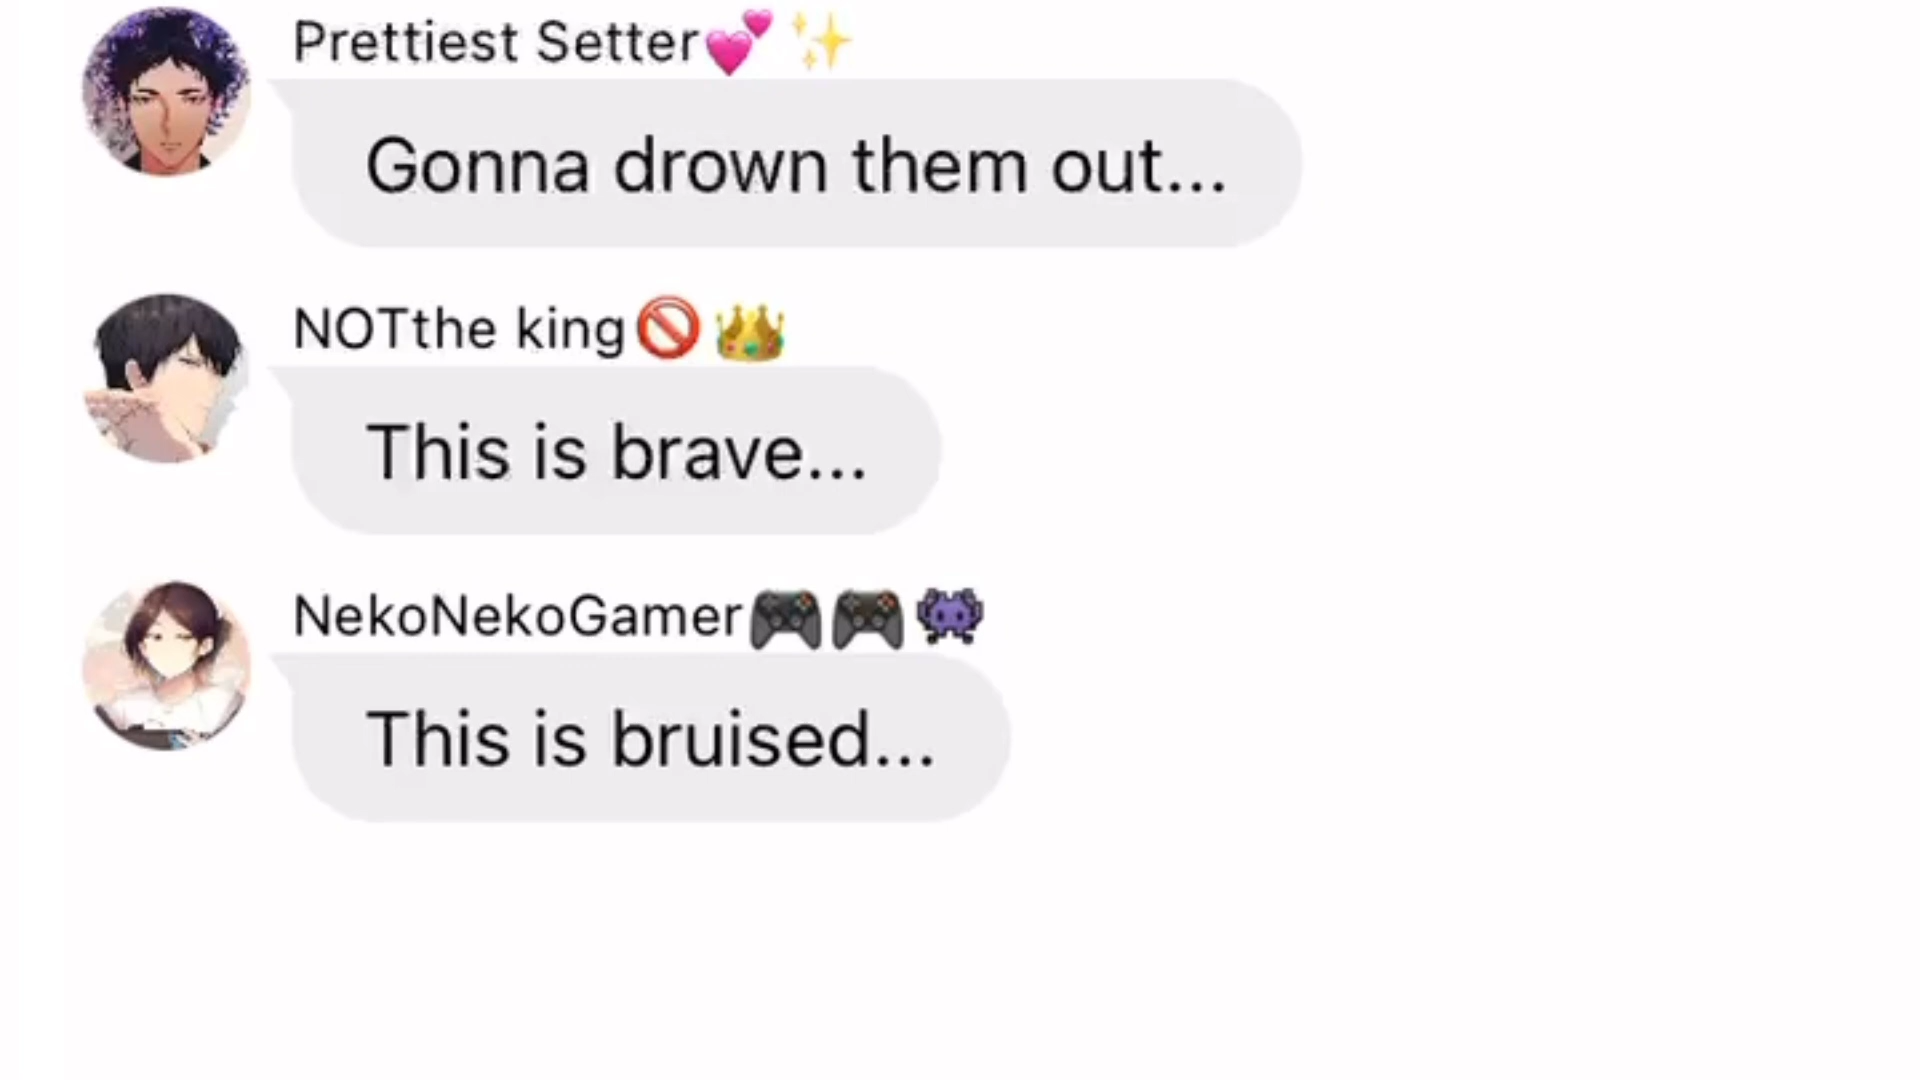 Prettiest Setter💕✨
Gonna drown them out...
NOTthe king🚫👑
This is brave...
NekoNekoGamer🎮🎮👾
This is bruised...